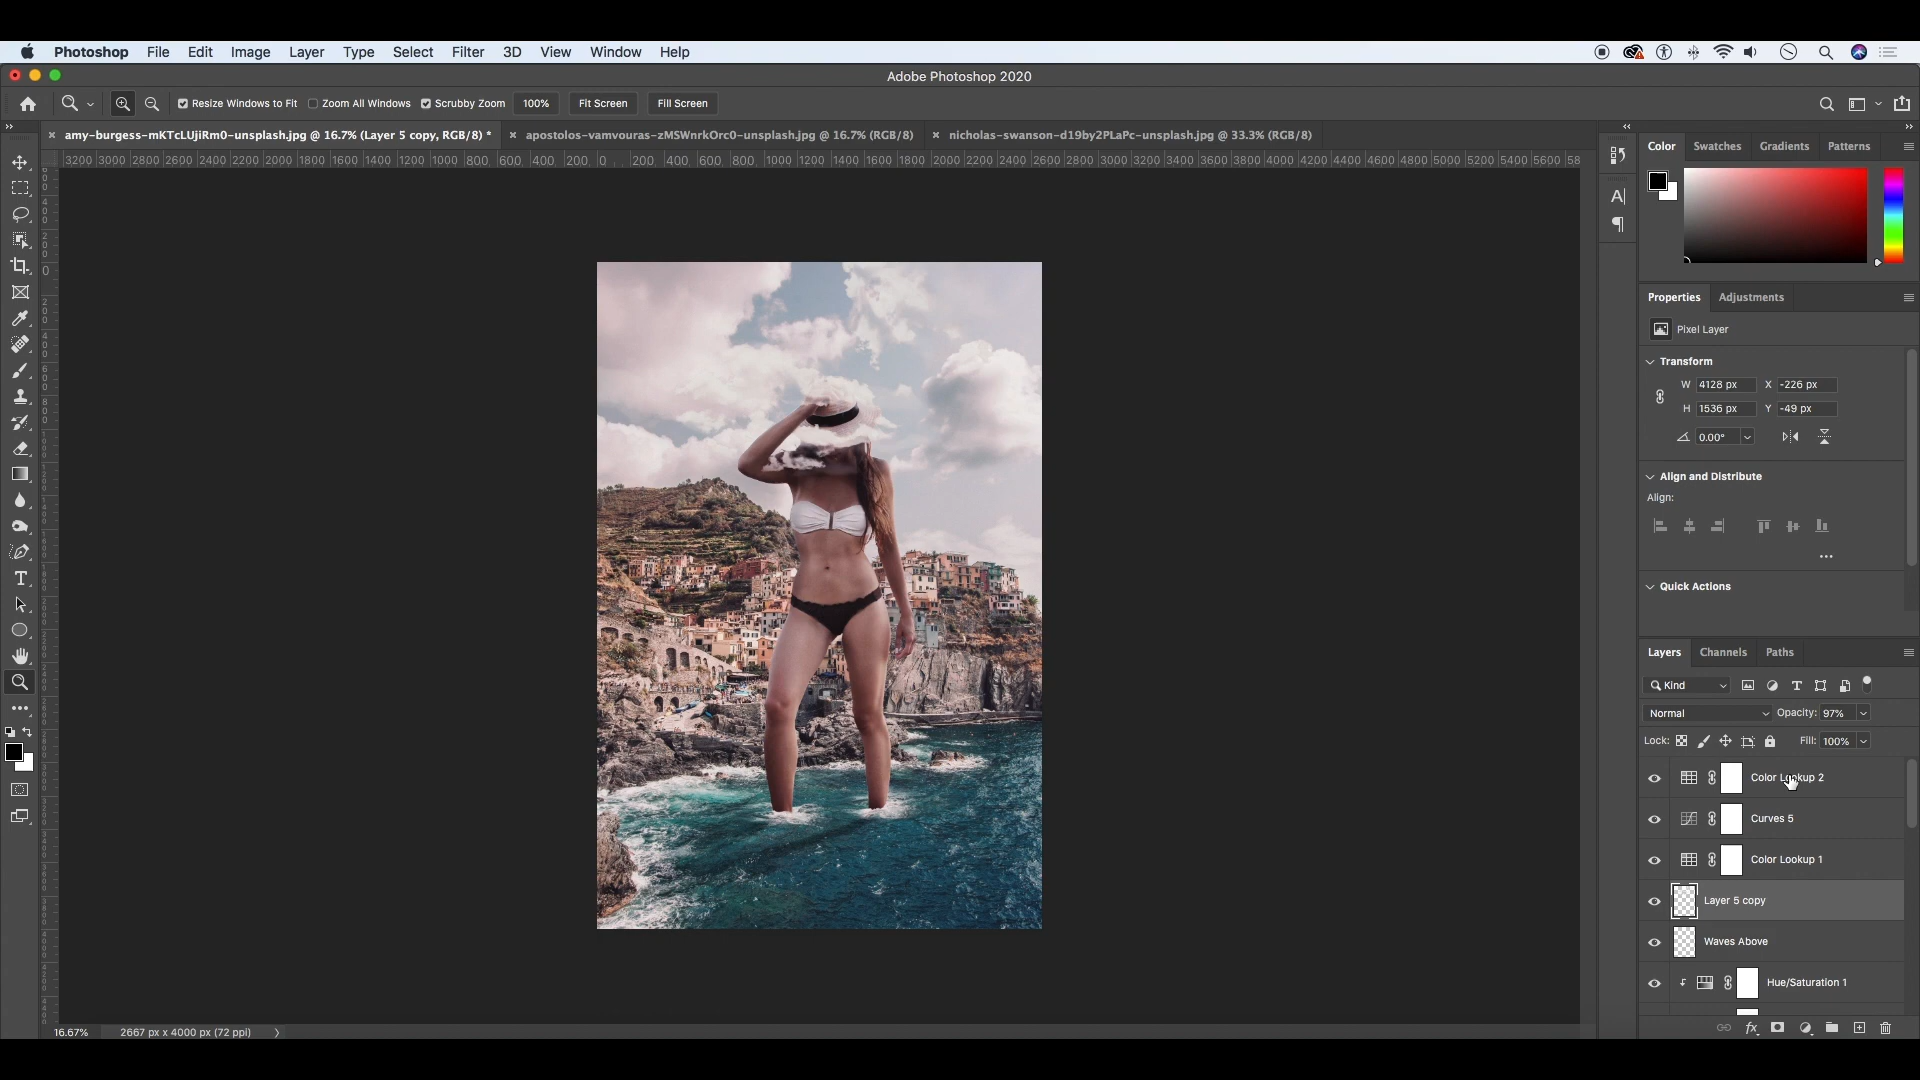 Photoshop File Edit Image Layer Type Select Filter 3D View Window Help
Adobe Photoshop 2020
Resize Windows to Fit Zoom All Windows Scrubby Zoom 100% Fit Screen Fill Screen
amy-burgess-mKTcLUjiRm0-unsplash.jpg @ 16.7% (Layer 5 copy, RGB/8) * apostolos-vamvouras-zMSWnrkOrc0-unsplash.jpg @ 16.7% (RGB/8) nicholas-swanson-d19by2PLaPc-unsplash.jpg @ 33.3% (RGB/8)
3200 3000 2800 2600 2400 2200 2000 1800 1600 1400 1200 1000 800 600 400 200 0 200 400 600 800 1000 1200 1400 1600 1800 2000 2200 2400 2600 2800 3000 3200 3400 3600 3800 4000 4200 4400 4600 4800 5000 5200 5400 5600 58
Color Swatches Gradients Patterns
Properties Adjustments
Pixel Layer
Transform
W 4128 px X -226 px
H 1536 px Y -49 px
0.00°
Align and Distribute
Align:
Quick Actions
Layers Channels Paths
Kind
Normal Opacity: 97%
Lock: Fill: 100%
Color Lookup 2
Curves 5
Color Lookup 1
Layer 5 copy
Waves Above
Hue/Saturation 1
16.67% 2667 px x 4000 px (72 ppi)